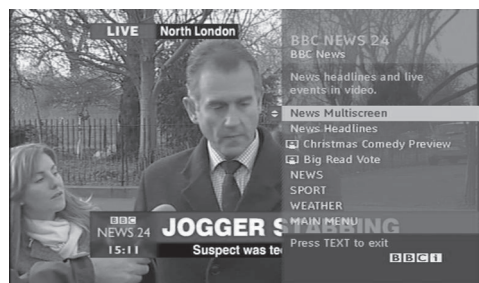 LIVE North London
BBC NEWS 24
BBC News
News headlines and live
events in video.
News Multiscreen
News Headlines
Christmas Comedy Preview
Big Read Vote
NEWS
SPORT
WEATHER
MAIN MENU
Press TEXT to exit
BBCi
BBC
NEWS 24
15:11
JOGGER STABBING
Suspect was